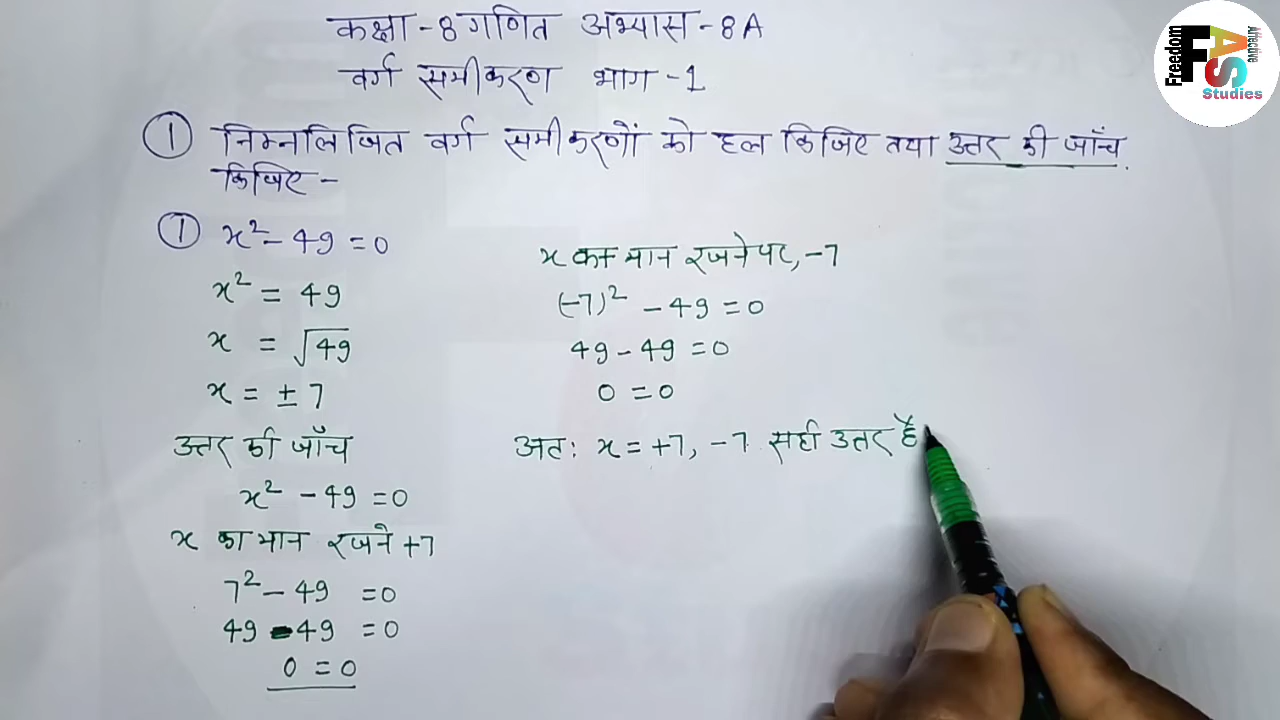 कक्षा -8 गणित अभ्यास -8A
वर्ग समीकरण भाग -1
① निम्नलिखित वर्ग समीकरणों को हल किजिए तथा उत्तर की जाँच
किजिए -
① x² - 49 = 0
x² = 49
x = √49
x = ± 7
उत्तर की जाँच
x² - 49 = 0
x का मान रखने +7
7² - 49 = 0
49 - 49 = 0
0 = 0
x का मान रखने पर, -7
(-7)² - 49 = 0
49 - 49 = 0
0 = 0
अतः x = +7, -7 सही उत्तर है
Freedom
FAS
Affective
Studies